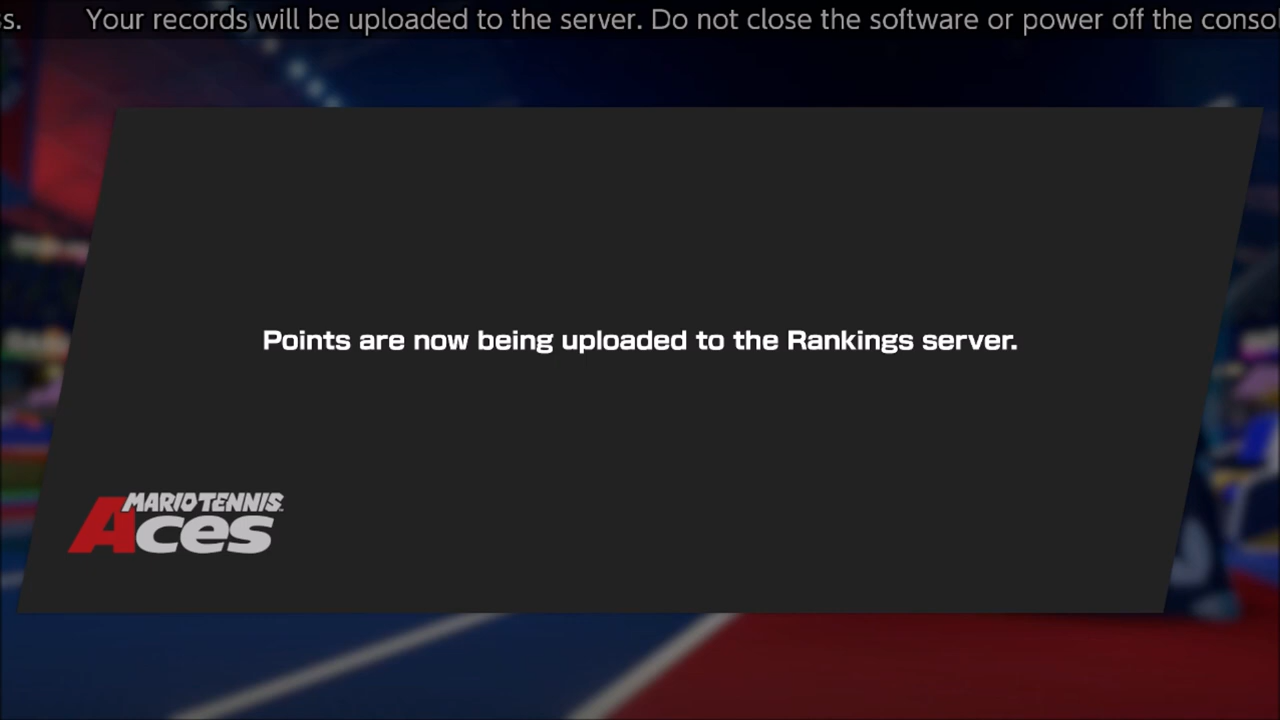 s. Your records will be uploaded to the server. Do not close the software or power off the conso
Points are now being uploaded to the Rankings server.
MARIO TENNIS
Aces